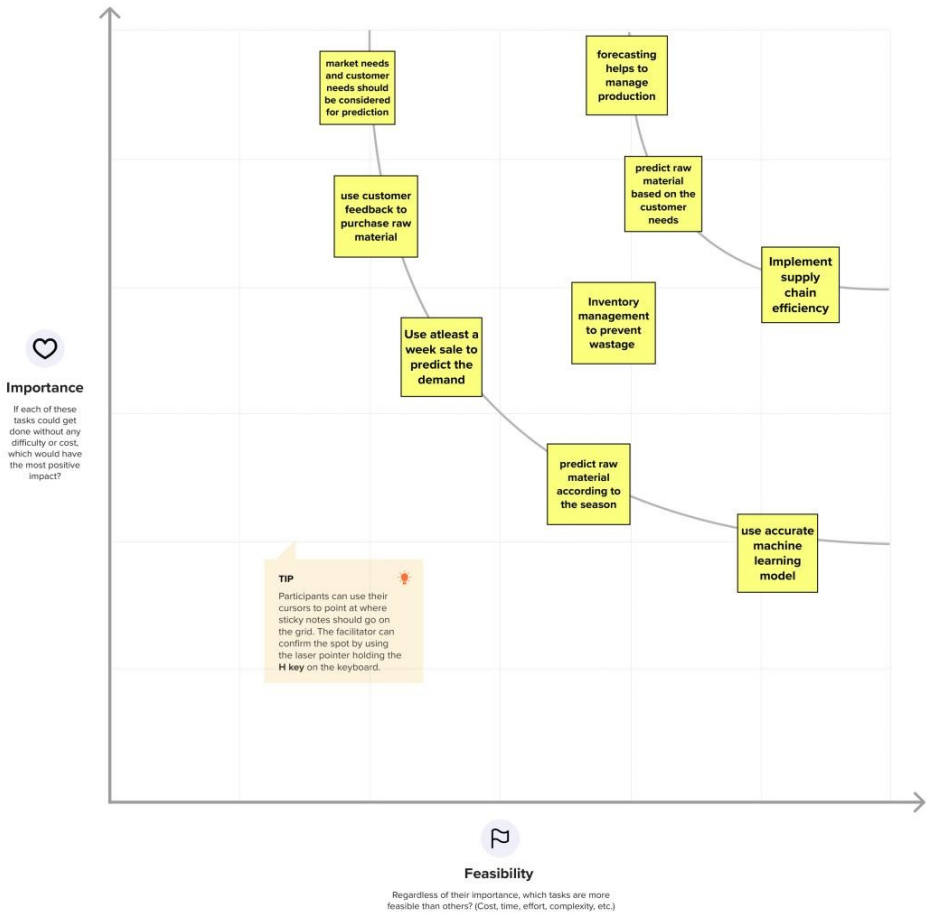 market needs
and customer
needs should
be considered
for prediction
forecasting
helps to
manage
production
use customer
feedback to
purchase raw
material
predict raw
material
based on the
customer
needs
Implement
supply
chain
efficiency
Inventory
management
to prevent
wastage
Use atleast a
week sale to
predict the
demand
predict raw
material
according to
the season
use accurate
machine
learning
model
Importance
If each of these
tasks could get
done without any
difficulty or cost,
which would have
the most positive
impact?
TIP
Participants can use their
cursors to point at where
sticky notes should go on
the grid. The facilitator can
confirm the spot by using
the laser pointer holding the
H key on the keyboard.
Feasibility
Regardless of their importance, which tasks are more
feasible than others? (Cost, time, effort, complexity, etc.)